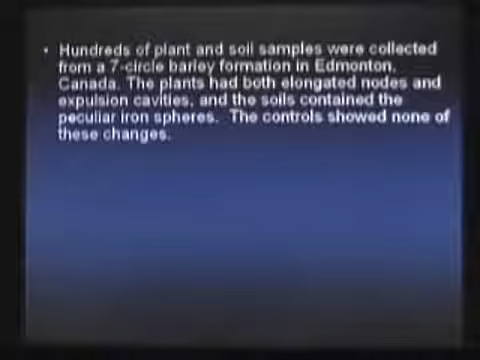 • Hundreds of plant and soil samples were collected
from a 7-circle barley formation in Edmonton,
Canada. The plants had both elongated nodes and
expulsion cavities, and the soils contained the
peculiar iron spheres. The controls showed none of
these changes.